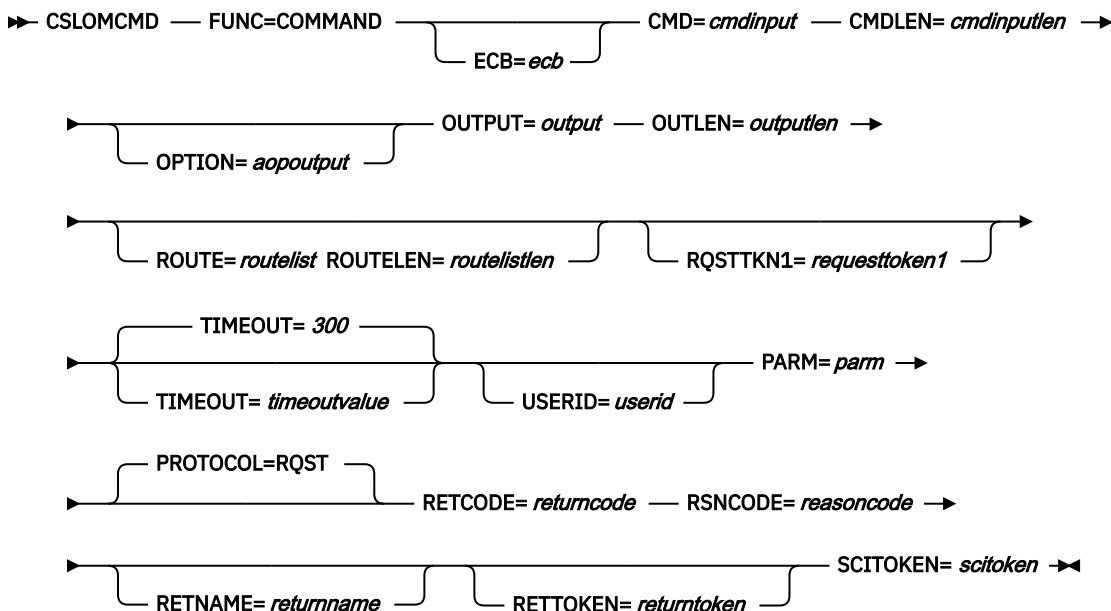 CSLOMCMD FUNC=COMMAND CMD= cmdinput CMDLEN= cmdinputlen
ECB= ecb
OUTPUT= output OUTLEN= outputlen
OPTION= aopoutput
ROUTE= routelist ROUTELEN= routelistlen RQSTTKN1= requesttoken1
TIMEOUT= 300
PARM= parm
TIMEOUT= timeoutvalue USERID= userid
PROTOCOL=RQST
RETCODE= returncode RSNCODE= reasoncode
SCITOKEN= scitoken
RETNAME= returnname RETTOKEN= returntoken